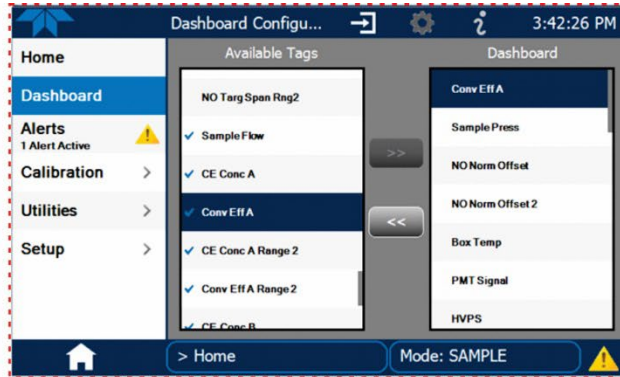 Dashboard Configu...
3:42:26 PM
Home
Dashboard
Alerts
1 Alert Active
Calibration
Utilities
Setup
Available Tags
NO Targ Span Rng2
Sample Flow
CE Conc A
Conv Eff A
CE Conc A Range 2
Conv Eff A Range 2
CE Conc B
>>
<<
Dashboard
Conv Eff A
Sample Press
NO Norm Offset
NO Norm Offset 2
Box Temp
PMT Signal
HVPS
> Home
Mode: SAMPLE